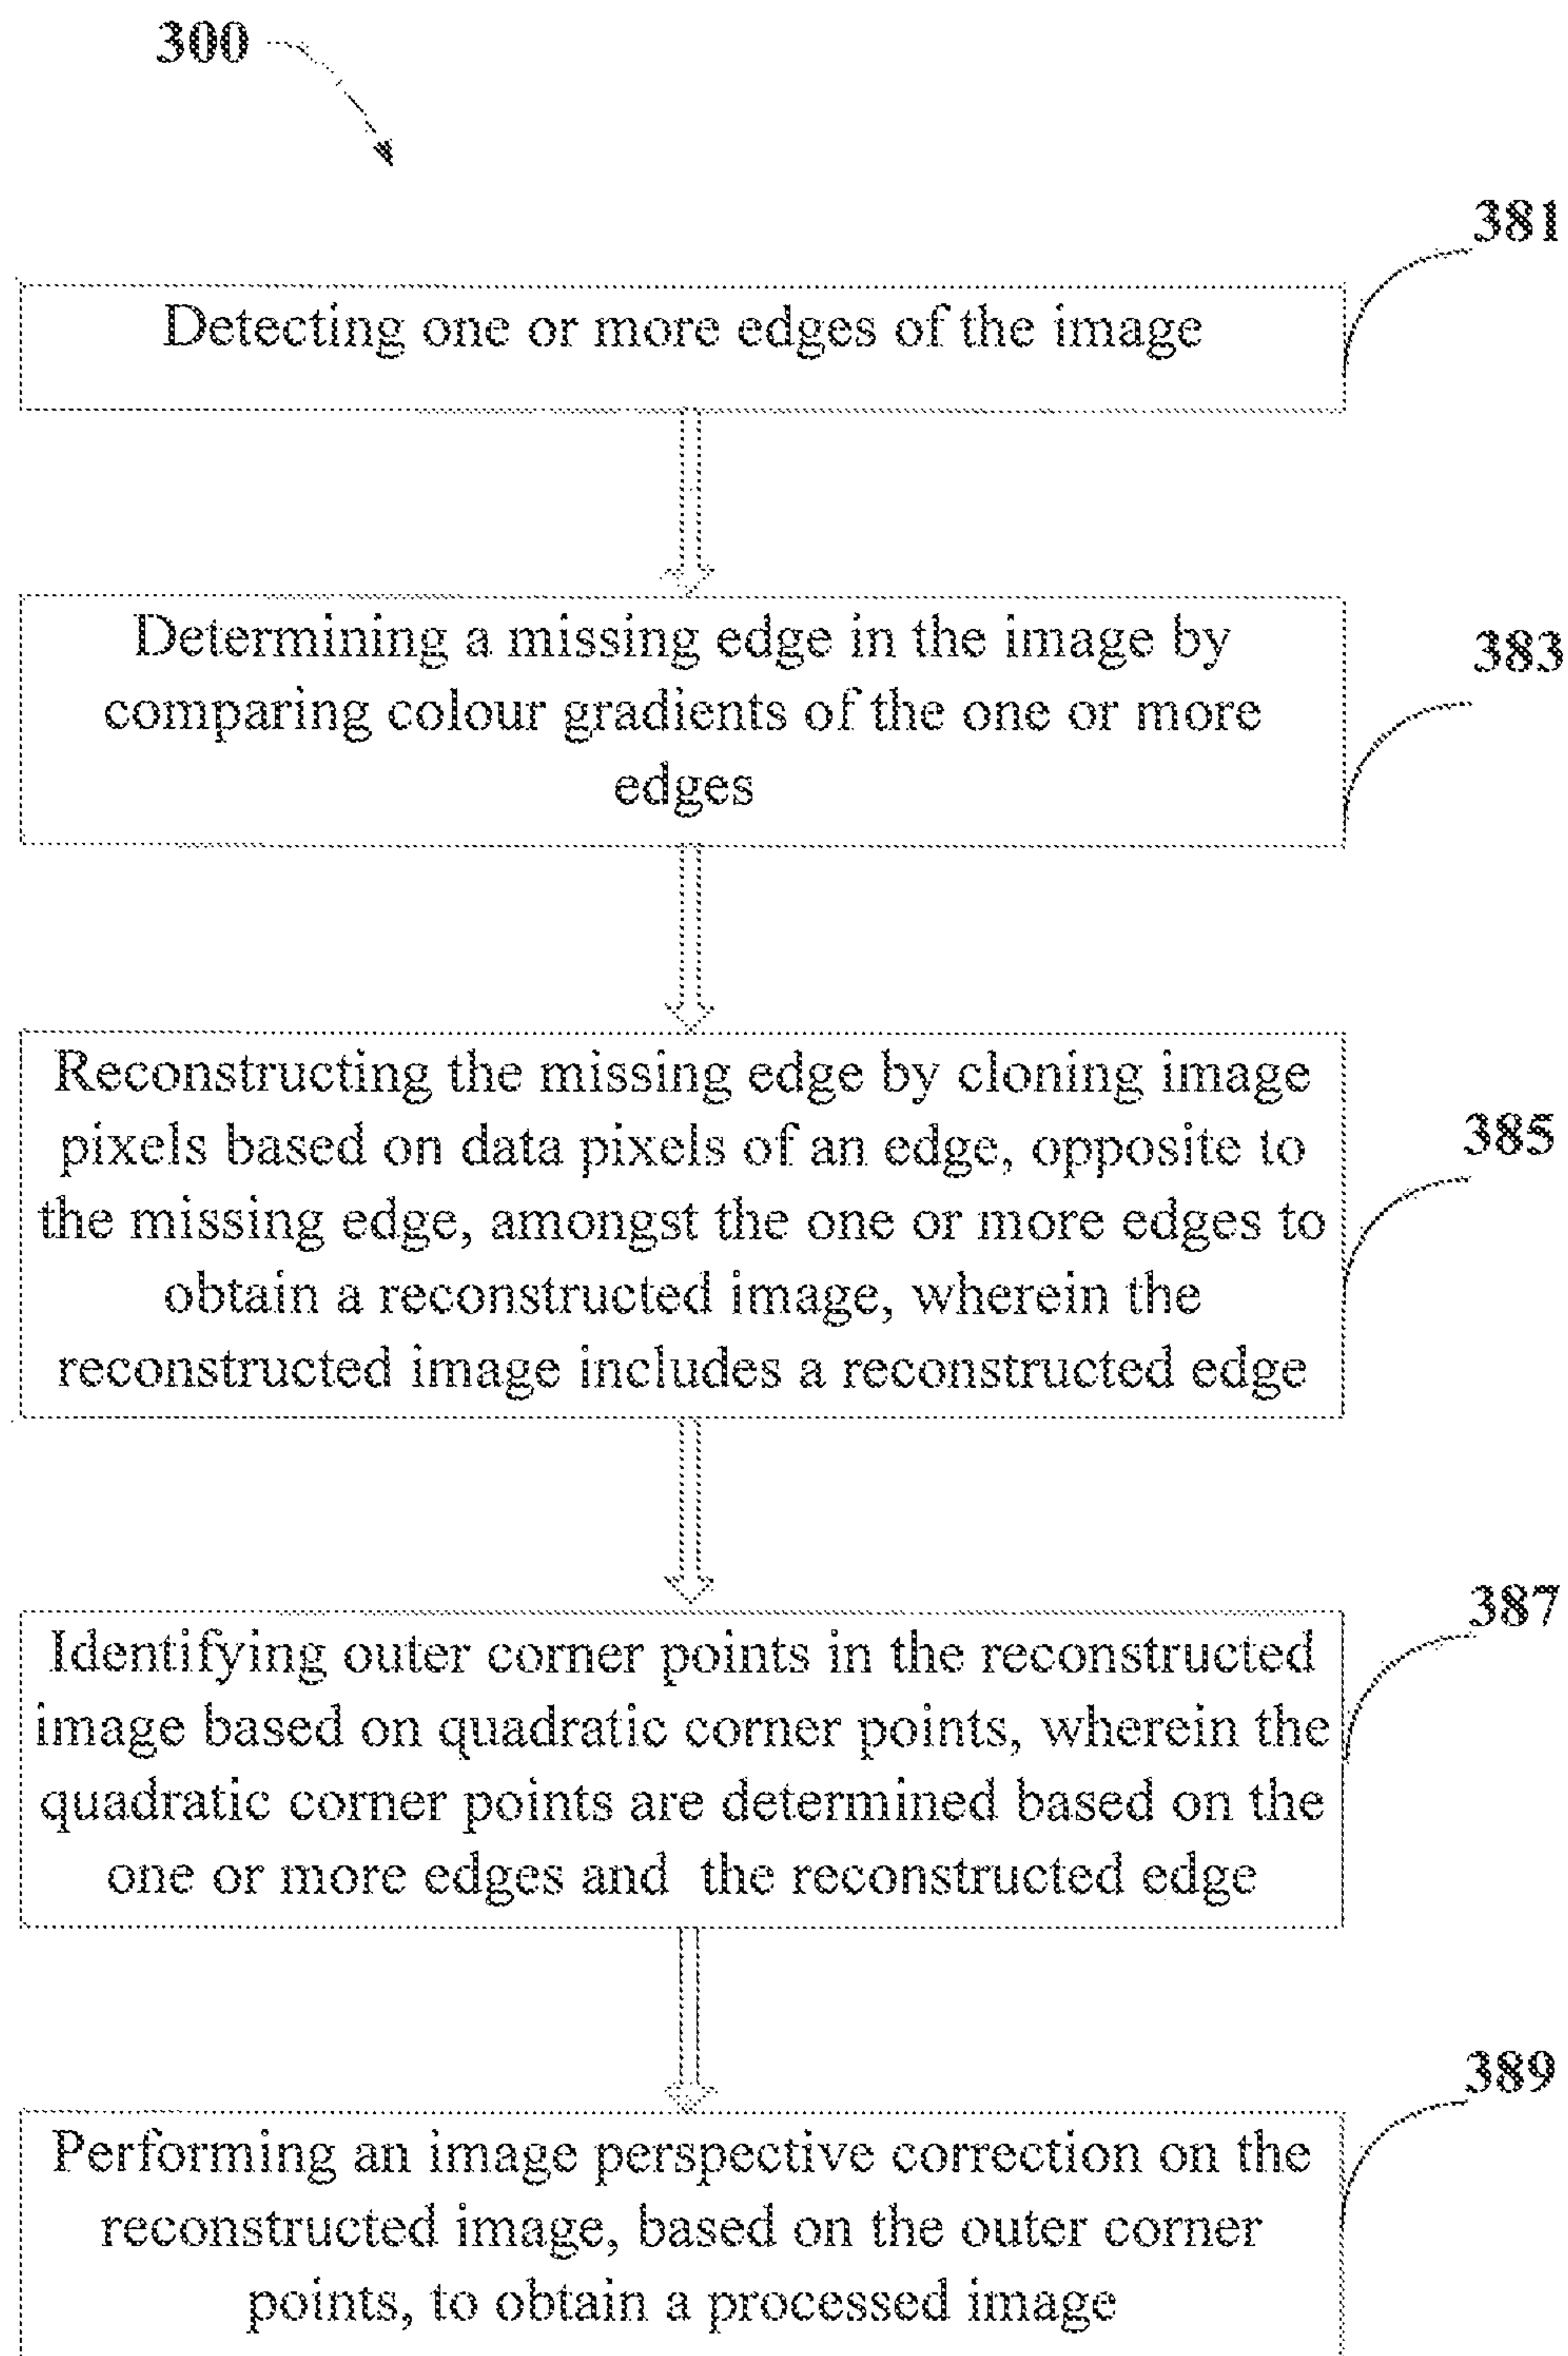 300
381
Detecting one or more edges of the image
Determining a missing edge in the image by
383
comparing colour gradients of the one or more
edges
Reconstructing the missing edge by cloning image
pixels based on data pixels of an edge, opposite to
385
the missing edge, amongst the one or more edges to
obtain a reconstructed image, wherein the
reconstructed image includes a reconstructed edge
387
Identifying outer corner points in the reconstructed
image based on quadratic corner points, wherein the
quadratic corner points are determined based on the
one or more edges and the reconstructed edge
389
Performing an image perspective correction on the
reconstructed image, based on the outer corner
points, to obtain a processed image